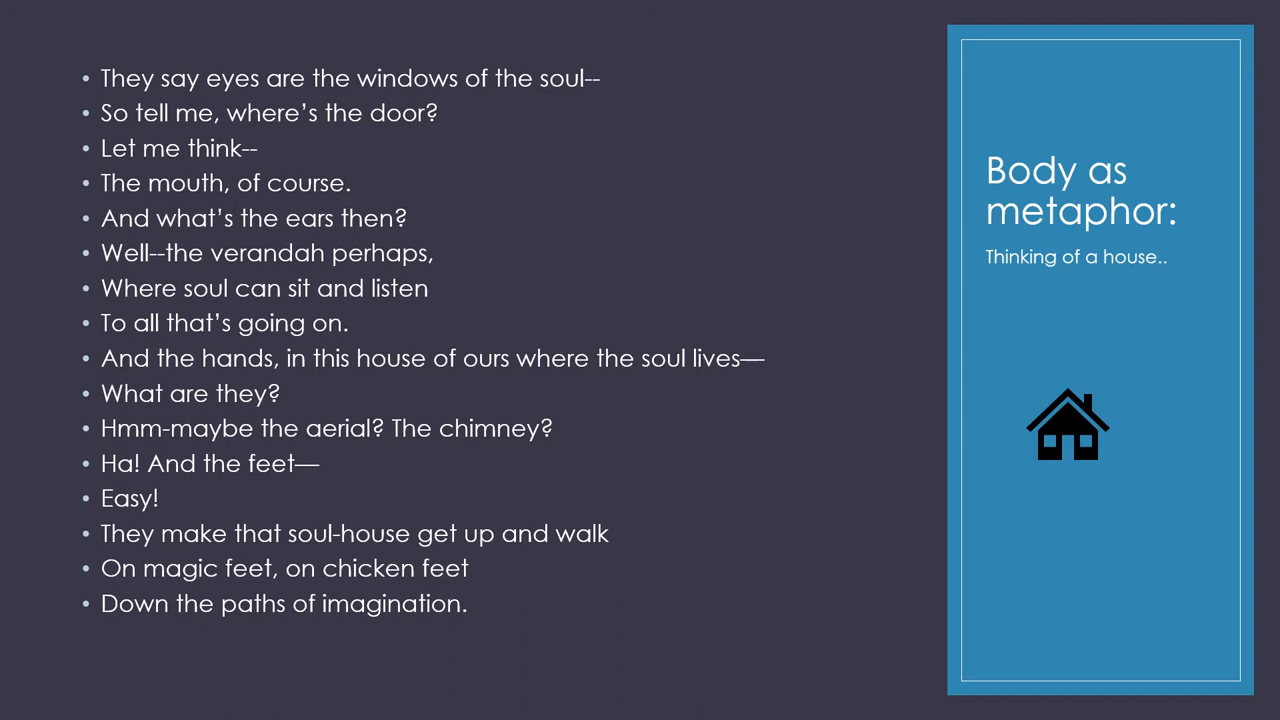 • They say eyes are the windows of the soul--
• So tell me, where's the door?
• Let me think--
• The mouth, of course.
• And what's the ears then?
• Well--the verandah perhaps,
• Where soul can sit and listen
• To all that's going on.
• And the hands, in this house of ours where the soul lives—
• What are they?
• Hmm-maybe the aerial? The chimney?
• Ha! And the feet—
• Easy!
• They make that soul-house get up and walk
• On magic feet, on chicken feet
• Down the paths of imagination.
Body as
metaphor:
Thinking of a house..